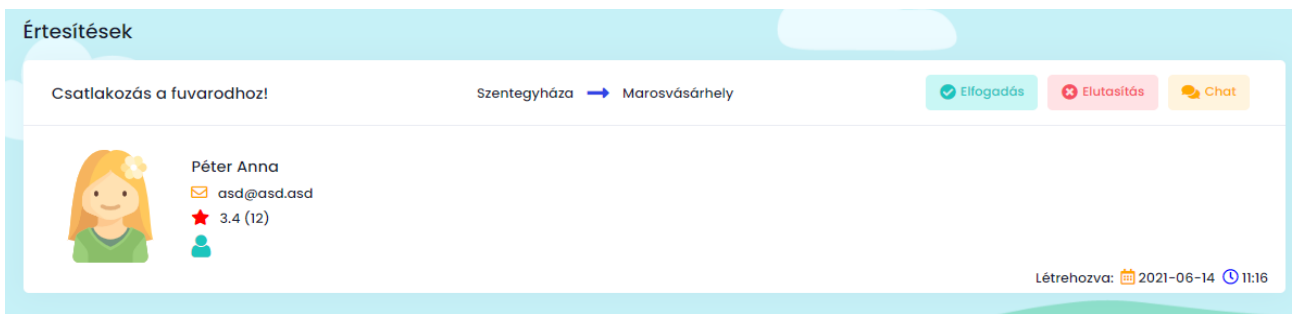 Értesítések
Csatlakozás a fuvarodhoz! Szentegyháza Marosvásárhely Elfogadás Elutasítás Chat
Péter Anna
asd@asd.asd
3.4 (12)
Létrehozva: 2021-06-14 11:16